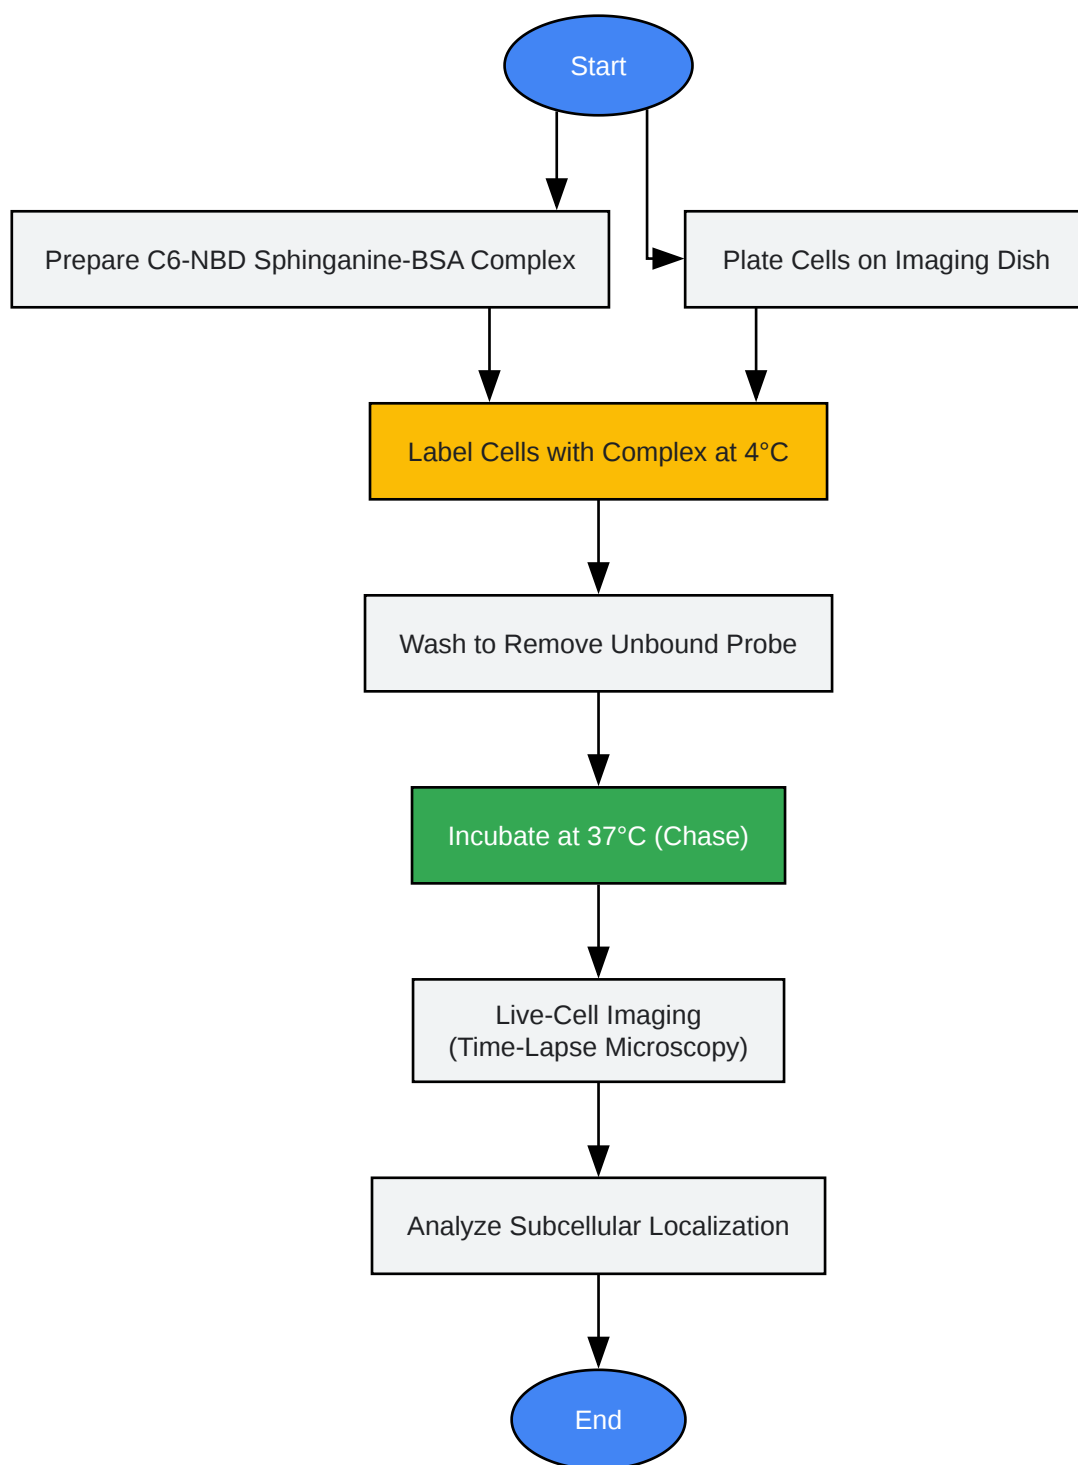 Start
Prepare C6-NBD Sphinganine-BSA Complex
Plate Cells on Imaging Dish
Label Cells with Complex at 4°C
Wash to Remove Unbound Probe
Incubate at 37°C (Chase)
Live-Cell Imaging
(Time-Lapse Microscopy)
Analyze Subcellular Localization
End